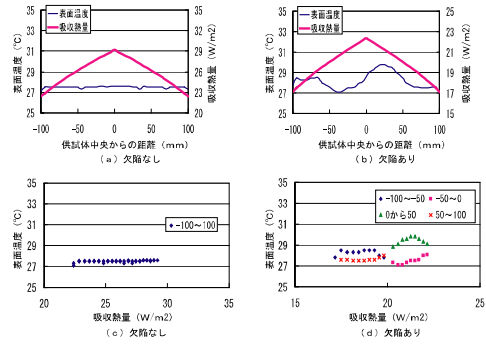 表面温度
吸収熱量
35
33
31
29
27
25
35
32
29
26
23
20
表面温度（℃）
吸収熱量（W/m2）
-100 -50 0 50 100
供試体中央からの距離（mm）
（a）欠陥なし
表面温度
吸収熱量
35
33
31
29
27
25
25
23
21
19
17
15
表面温度（℃）
吸収熱量（W/m2）
-100 -50 0 50 100
供試体中央からの距離（mm）
（b）欠陥あり
-100～100
35
33
31
29
27
25
表面温度（℃）
20 25 30 35
吸収熱量（W/m2）
（c）欠陥なし
-100～-50 -50～0
0から50 50～100
35
33
31
29
27
25
表面温度（℃）
15 20 25
吸収熱量（W/m2）
（d）欠陥あり